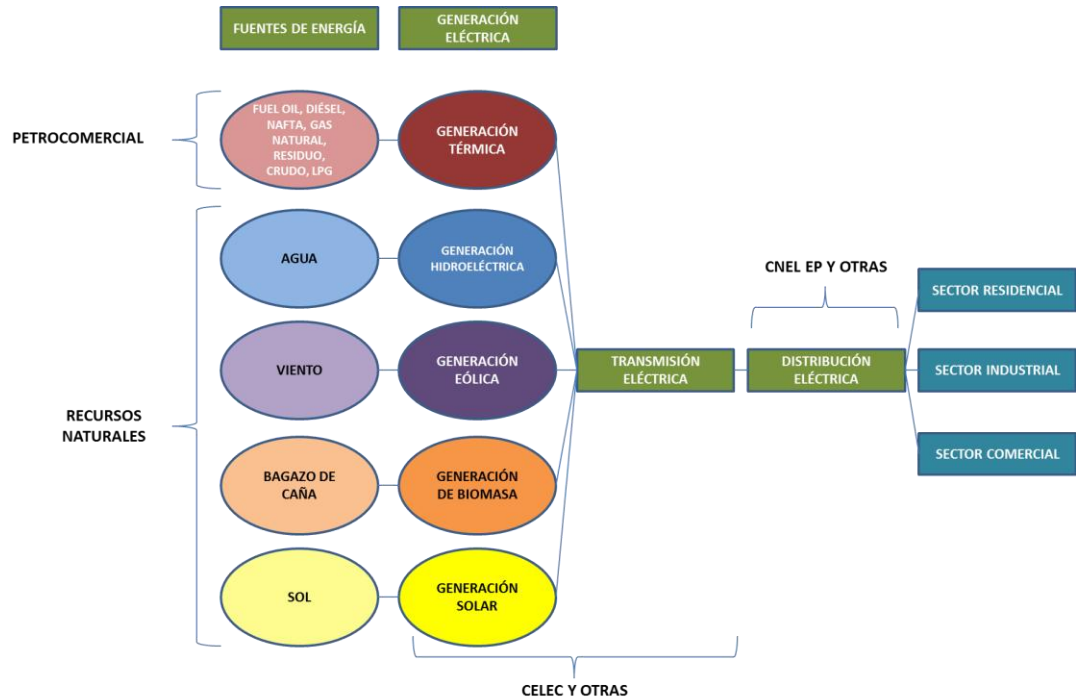 FUENTES DE ENERGÍA
GENERACIÓN
ELÉCTRICA
PETROCOMERCIAL
FUEL OIL, DIÉSEL,
NAFTA, GAS
NATURAL,
RESIDUO,
CRUDO, LPG
GENERACIÓN
TÉRMICA
RECURSOS
NATURALES
AGUA
GENERACIÓN
HIDROELÉCTRICA
VIENTO
GENERACIÓN
EÓLICA
BAGAZO DE
CAÑA
GENERACIÓN
DE BIOMASA
SOL
GENERACIÓN
SOLAR
TRANSMISIÓN
ELÉCTRICA
CNEL EP Y OTRAS
DISTRIBUCIÓN
ELÉCTRICA
SECTOR RESIDENCIAL
SECTOR INDUSTRIAL
SECTOR COMERCIAL
CELEC Y OTRAS